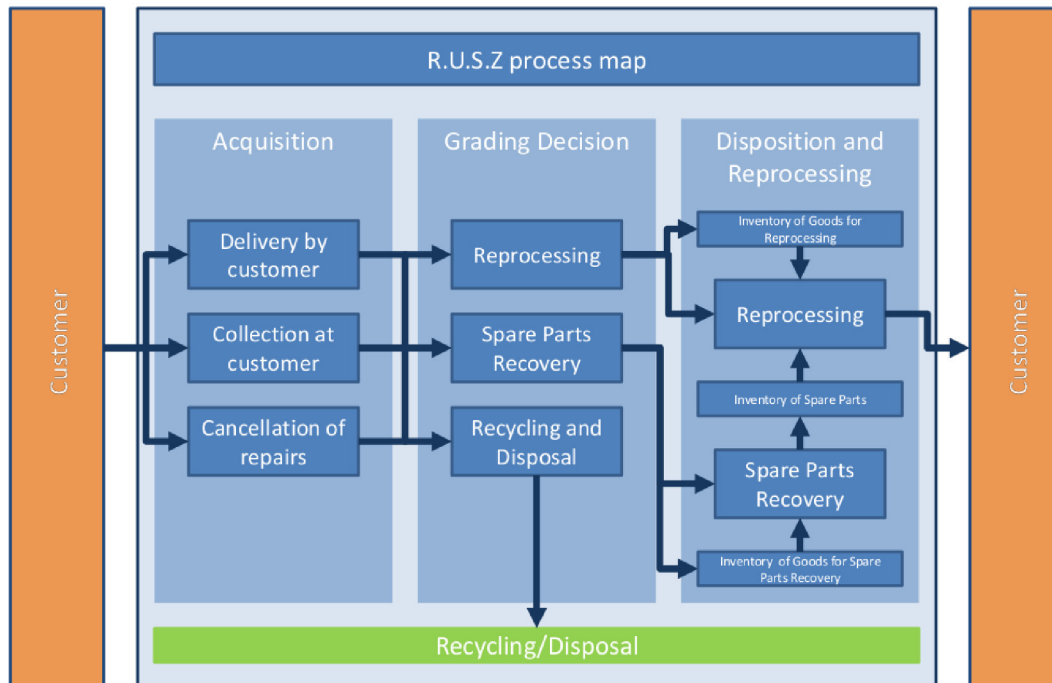 R.U.S.Z process map
Customer
Acquisition
Delivery by
customer
Collection at
customer
Cancellation of
repairs
Grading Decision
Reprocessing
Spare Parts
Recovery
Recycling and
Disposal
Disposition and
Reprocessing
Inventory of Goods for
Reprocessing
Reprocessing
Inventory of Spare Parts
Spare Parts
Recovery
Inventory of Goods for Spare
Parts Recovery
Customer
Recycling/Disposal